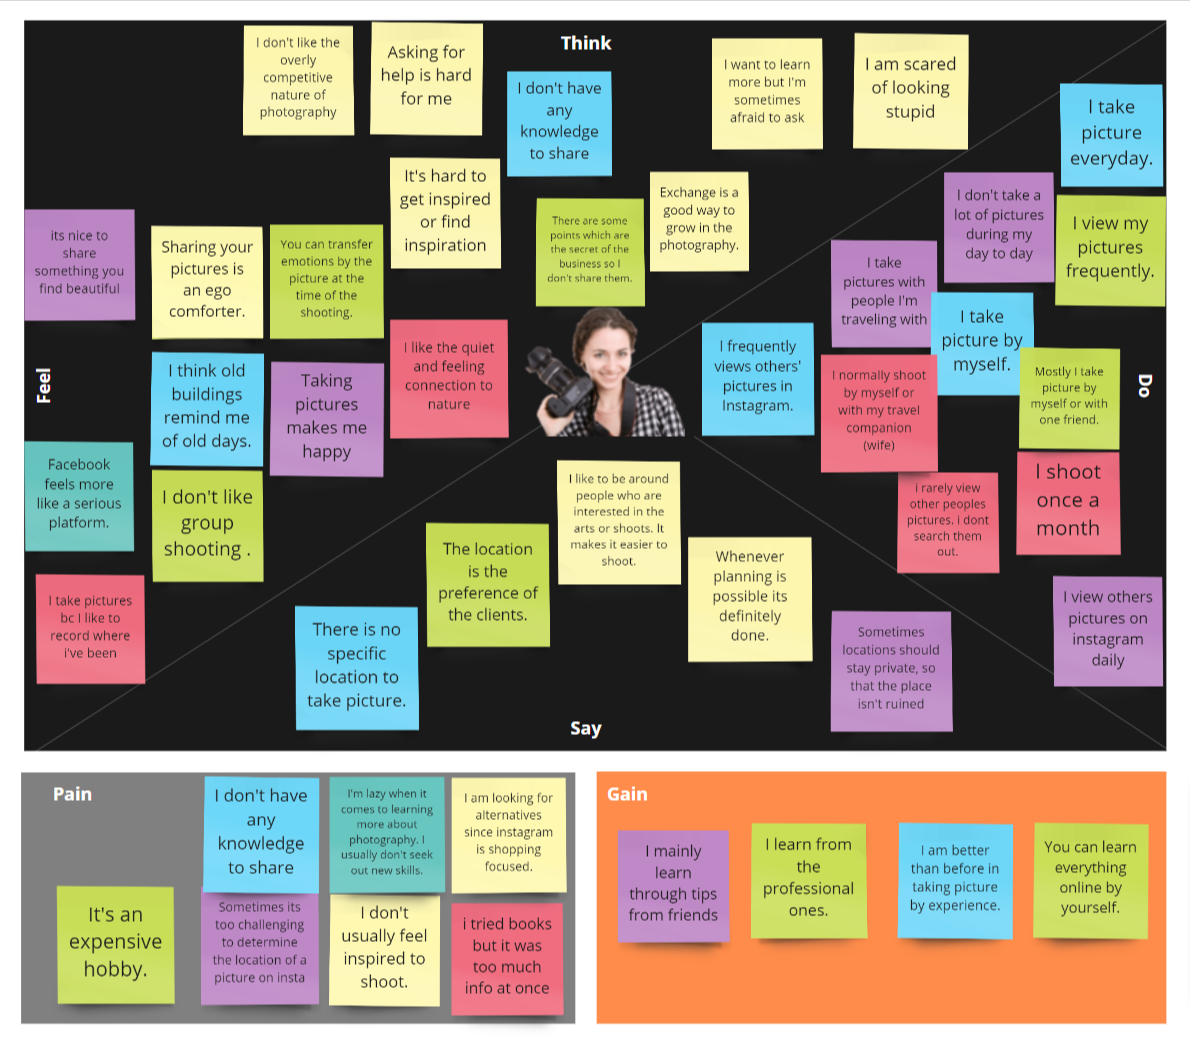 Think
I don't like the
overly
competitive
nature of
photography
Asking for
help is hard
for me
I don't have
any
knowledge
to share
I want to learn
more but I'm
sometimes
afraid to ask
I am scared
of looking
stupid
It's hard to
get inspired
or find
inspiration
There are some
points which are
the secret of the
business so I
don't share them.
Exchange is a
good way to
grow in the
photography.
Feel
its nice to
share
something you
find beautiful
Sharing your
pictures is
an ego
comforter.
You can transfer
emotions by the
picture at the
time of the
shooting.
I think old
buildings
remind me
of old days.
Taking
pictures
makes me
happy
I like the quiet
and feeling
connection to
nature
Facebook
feels more
like a serious
platform.
I don't like
group
shooting .
I take pictures
bc I like to
record where
i've been
Do
I take
picture
everyday.
I don't take a
lot of pictures
during my
day to day
I view my
pictures
frequently.
I take
pictures with
people I'm
traveling with
I take
picture by
myself.
I frequently
views others'
pictures in
Instagram.
I normally shoot
by myself or
with my travel
companion
(wife)
Mostly I take
picture by
myself or with
one friend.
i rarely view
other peoples
pictures. i dont
search them
out.
I shoot
once a
month
I view others
pictures on
instagram
daily
Say
I like to be around
people who are
interested in the
arts or shoots. It
makes it easier to
shoot.
The location
is the
preference of
the clients.
Whenever
planning is
possible its
definitely
done.
There is no
specific
location to
take picture.
Sometimes
locations should
stay private, so
that the place
isn't ruined
Pain
I don't have
any
knowledge
to share
I'm lazy when it
comes to learning
more about
photography. I
usually don't seek
out new skills.
I am looking for
alternatives
since instagram
is shopping
focused.
It's an
expensive
hobby.
Sometimes its
too challenging
to determine
the location of a
picture on insta
I don't
usually feel
inspired to
shoot.
i tried books
but it was
too much
info at once
Gain
I mainly
learn
through tips
from friends
I learn from
the
professional
ones.
I am better
than before in
taking picture
by experience.
You can learn
everything
online by
yourself.